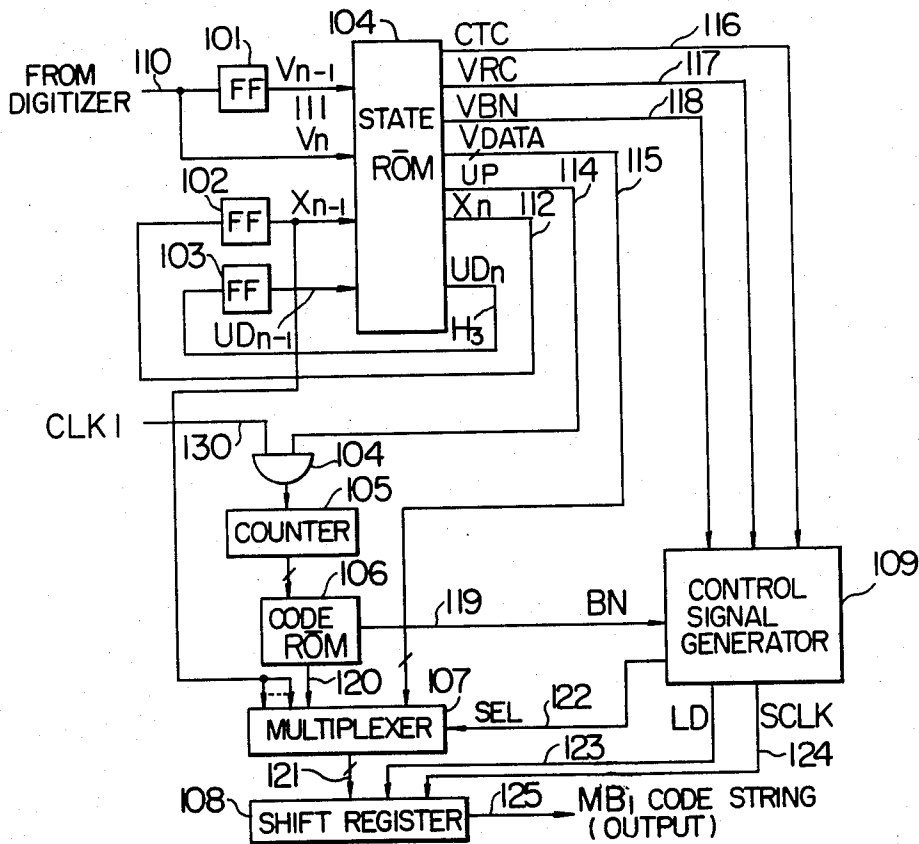 101
104
CTC
116
FROM DIGITIZER
110
FF
Vn-1
111
Vn
STATE RŌM
VRC
117
VBN
118
VDATA
UP
114
115
102
FF
Xn-1
Xn
112
103
FF
UDn-1
UDn
H3
CLK1
130
104
105
COUNTER
106
CODE RŌM
119
BN
CONTROL SIGNAL GENERATOR
109
120
107
MULTIPLEXER
SEL
122
LD
SCLK
121
123
124
108
SHIFT REGISTER
125
MBi CODE STRING
(OUTPUT)